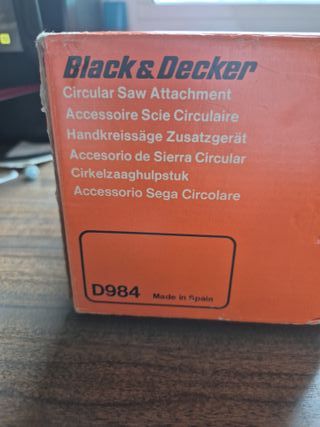 Black & Decker
Circular Saw Attachment
Accessoire Scie Circulaire
Handkreissäge Zusatzgerät
Accesorio de Sierra Circular
Cirkelzaaghulpstuk
Accessorio Sega Circolare
D984 Made in Spain